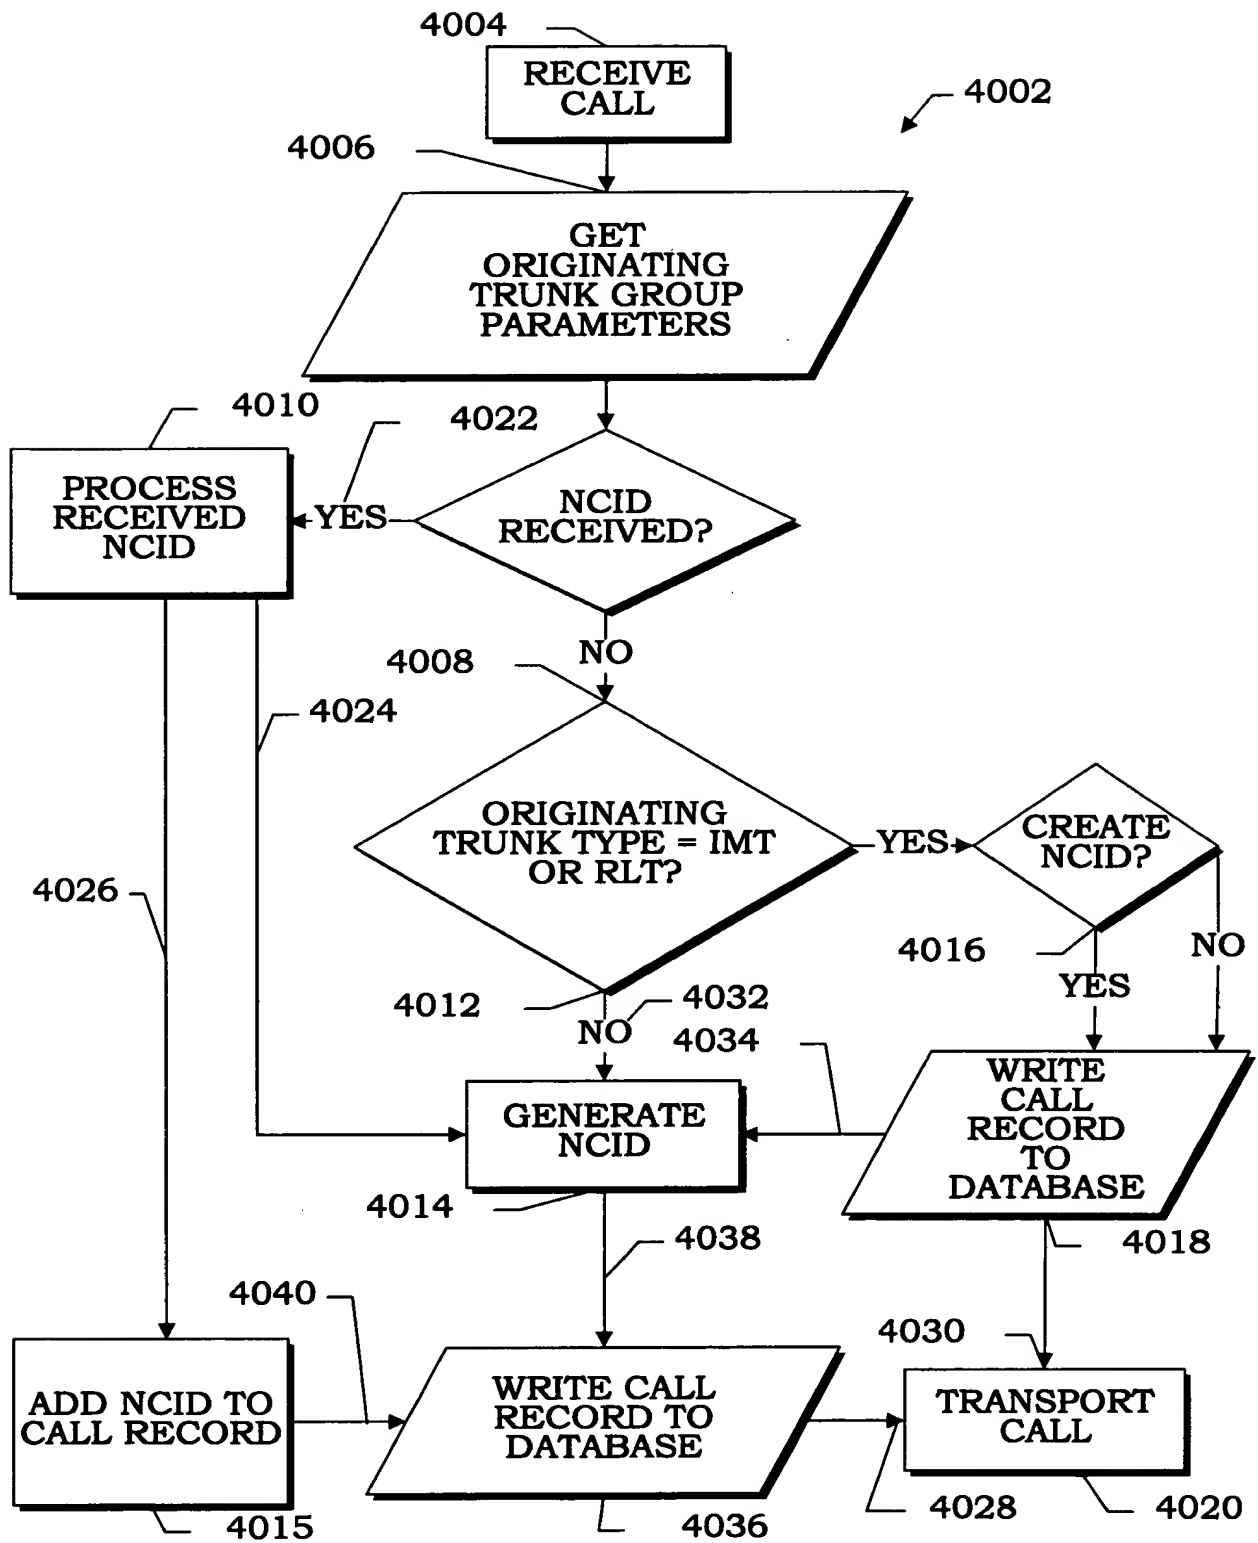 4004
RECEIVE
CALL
4002
4006
GET
ORIGINATING
TRUNK GROUP
PARAMETERS
4010
4022
PROCESS
RECEIVED
NCID
YES
NCID
RECEIVED?
NO
4008
4024
ORIGINATING
TRUNK TYPE = IMT
OR RLT?
YES
CREATE
NCID?
4026
4016
NO
YES
4012
4032
NO
4034
GENERATE
NCID
WRITE
CALL
RECORD
TO
DATABASE
4014
4038
4018
4040
4030
ADD NCID TO
CALL RECORD
WRITE CALL
RECORD TO
DATABASE
TRANSPORT
CALL
4015
4036
4028
4020